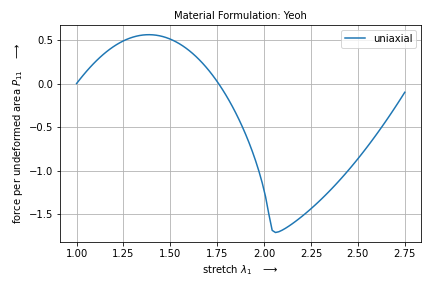 Material Formulation: Yeoh
uniaxial
force per undeformed area P₁₁ ⟶
0.5
0.0
−0.5
−1.0
−1.5
1.00 1.25 1.50 1.75 2.00 2.25 2.50 2.75
stretch λ₁ ⟶